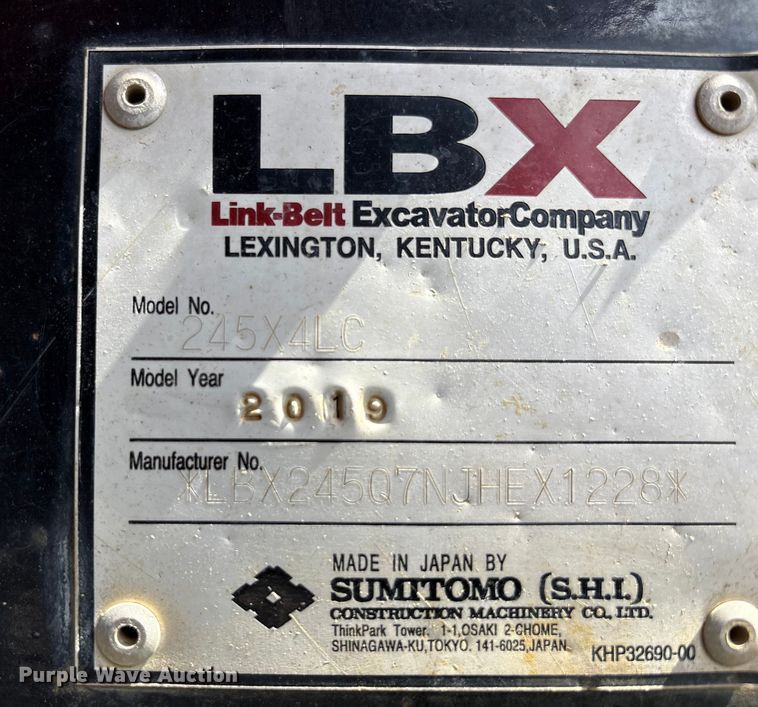 LBX
Link-Belt ExcavatorCompany
LEXINGTON, KENTUCKY, U.S.A.
Model No.
245X4LC
Model Year
2019
Manufacturer No.
*LBX245Q7NJHEX1228*
MADE IN JAPAN BY
SUMITOMO (S.H.I.)
CONSTRUCTION MACHINERY CO., LTD.
ThinkPark Tower. 1-1,OSAKI 2-CHOME,
SHINAGAWA-KU,TOKYO. 141-6025,JAPAN
KHP32690-00
Purple Wave Auction